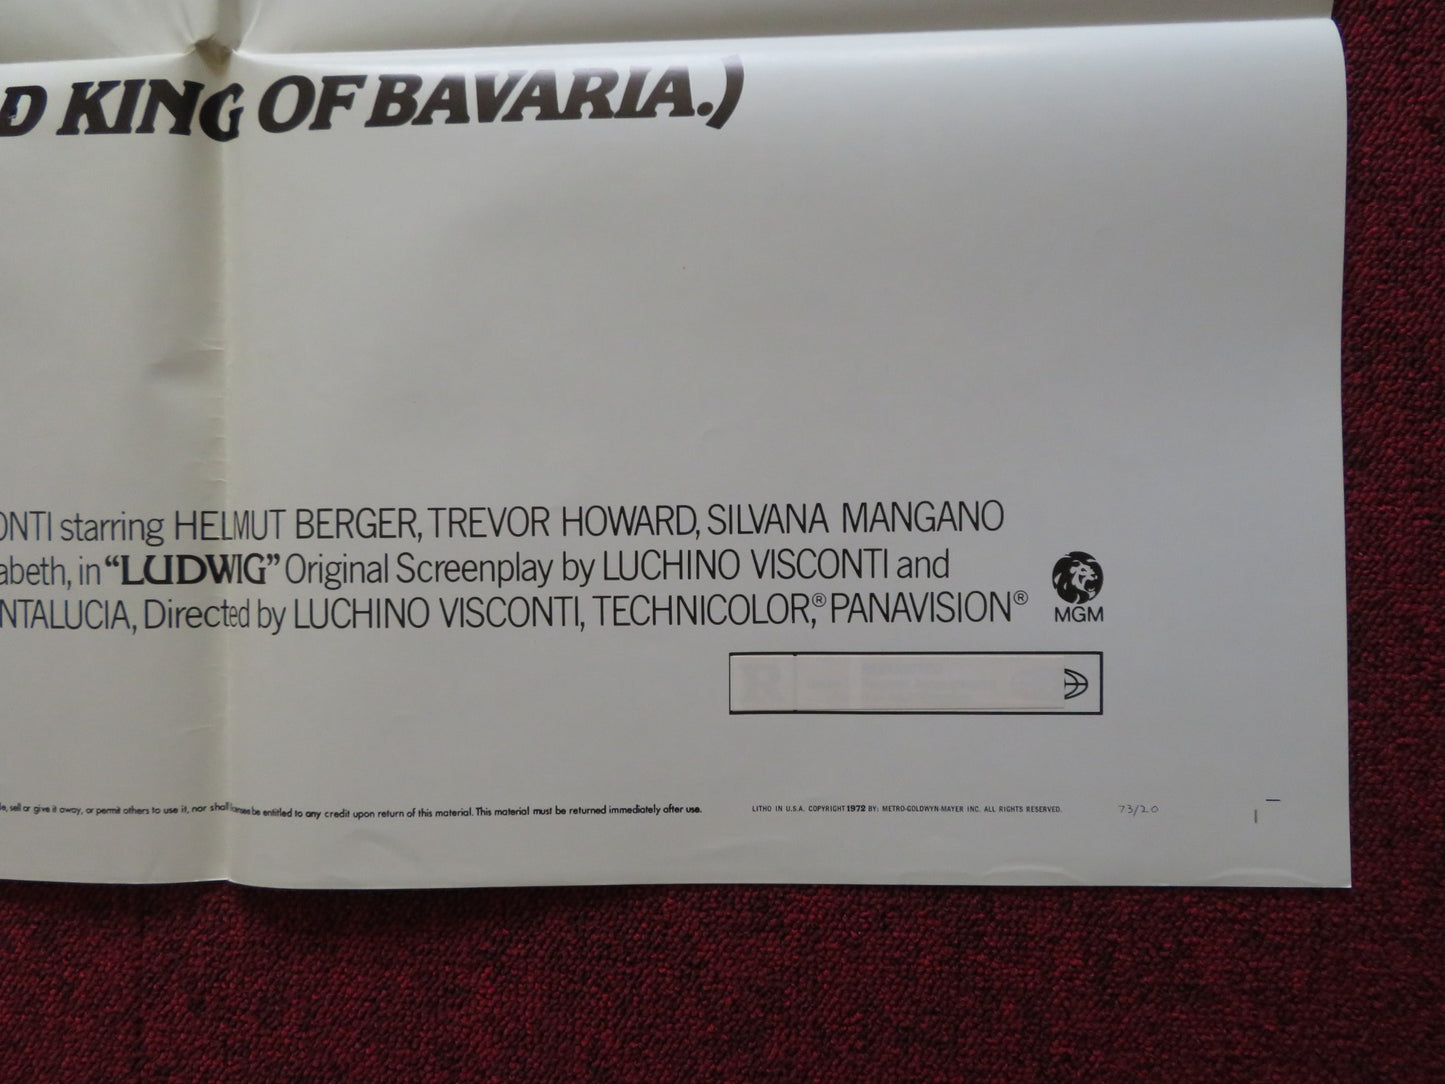 D KING OF BAVARIA.)
ONTI starring HELMUT BERGER, TREVOR HOWARD, SILVANA MANGANO
abeth, in “LUDWIG” Original Screenplay by LUCHINO VISCONTI and
NTALUCIA, Directed by LUCHINO VISCONTI, TECHNICOLOR,® PANAVISION®
MGM
R
sell or give it away, or permit others to use it, nor shall licensee be entitled to any credit upon return of this material. This material must be returned immediately after use.
LITHO IN U.S.A. COPYRIGHT 1972 BY: METRO-GOLDWYN-MAYER INC. ALL RIGHTS RESERVED.
73/20